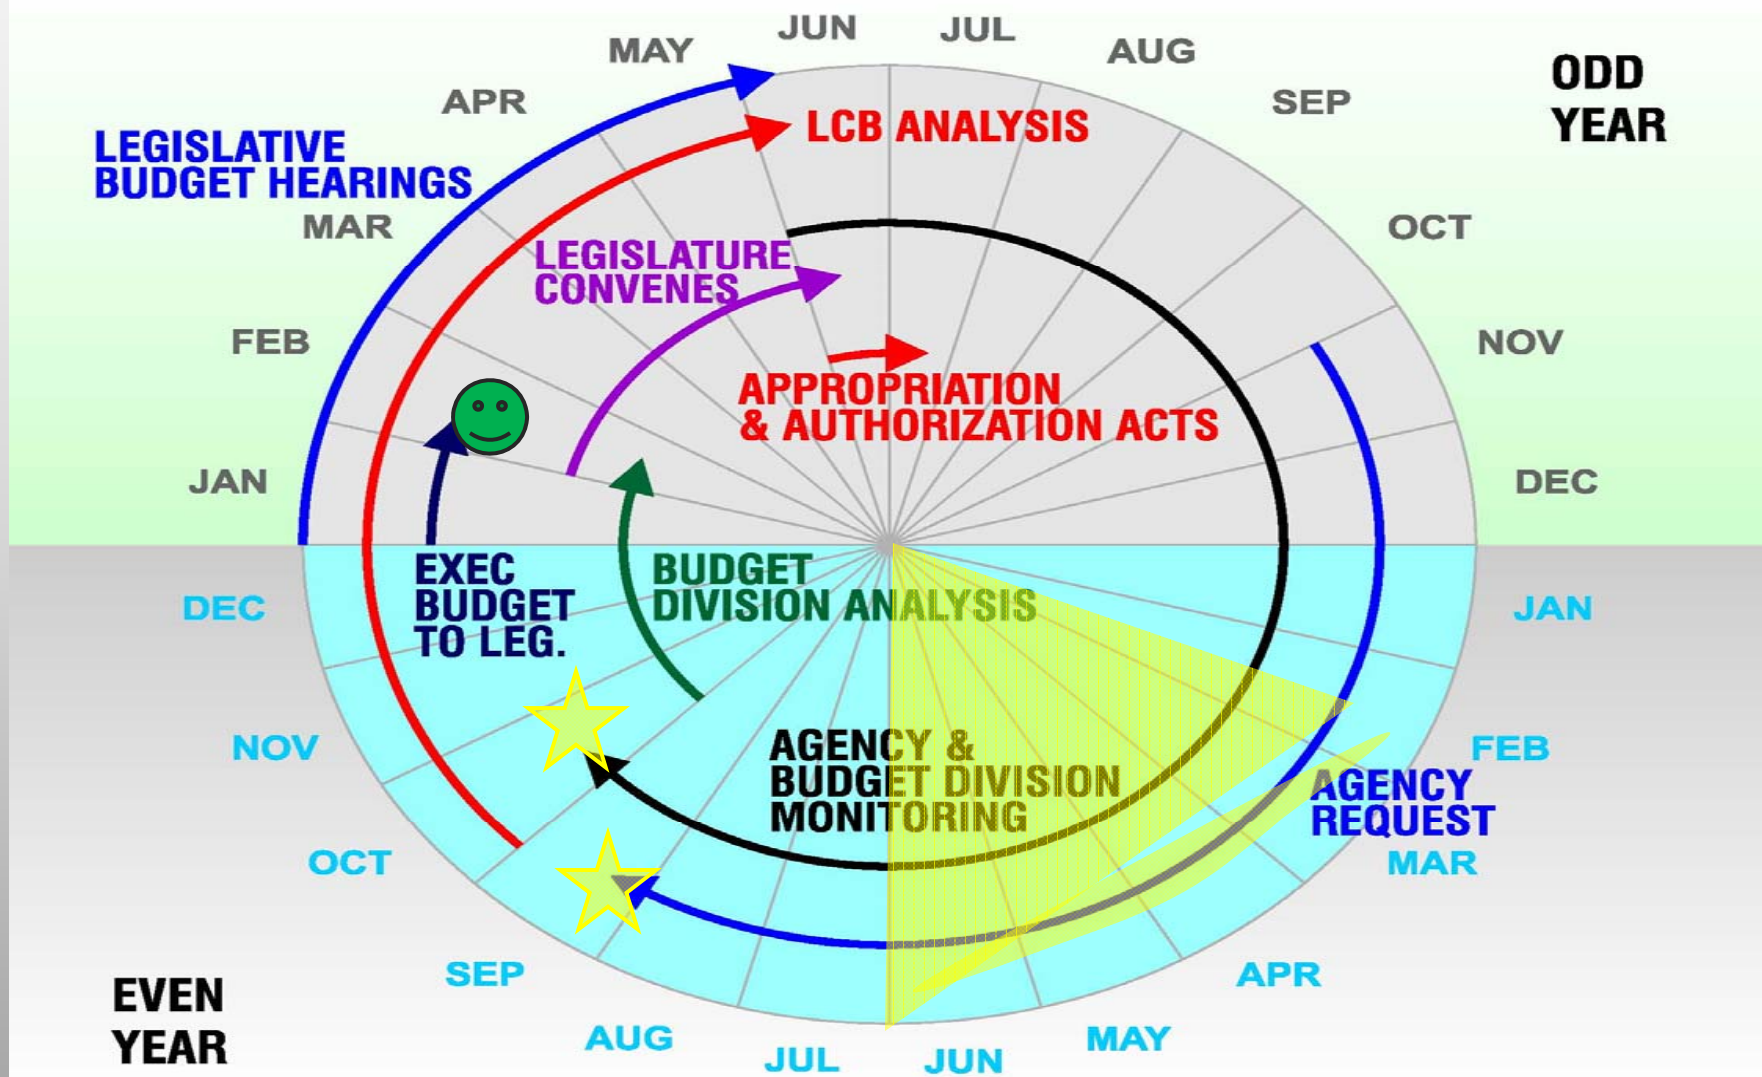 JUN
JUL
MAY
AUG
ODD
YEAR
APR
SEP
LCB ANALYSIS
LEGISLATIVE
BUDGET HEARINGS
MAR
OCT
LEGISLATURE
CONVENES
FEB
NOV
APPROPRIATION
& AUTHORIZATION ACTS
JAN
DEC
EXEC
BUDGET
TO LEG.
BUDGET
DIVISION ANALYSIS
DEC
JAN
NOV
FEB
AGENCY &
BUDGET DIVISION
MONITORING
AGENCY
REQUEST
OCT
MAR
SEP
APR
EVEN
YEAR
AUG
MAY
JUL
JUN